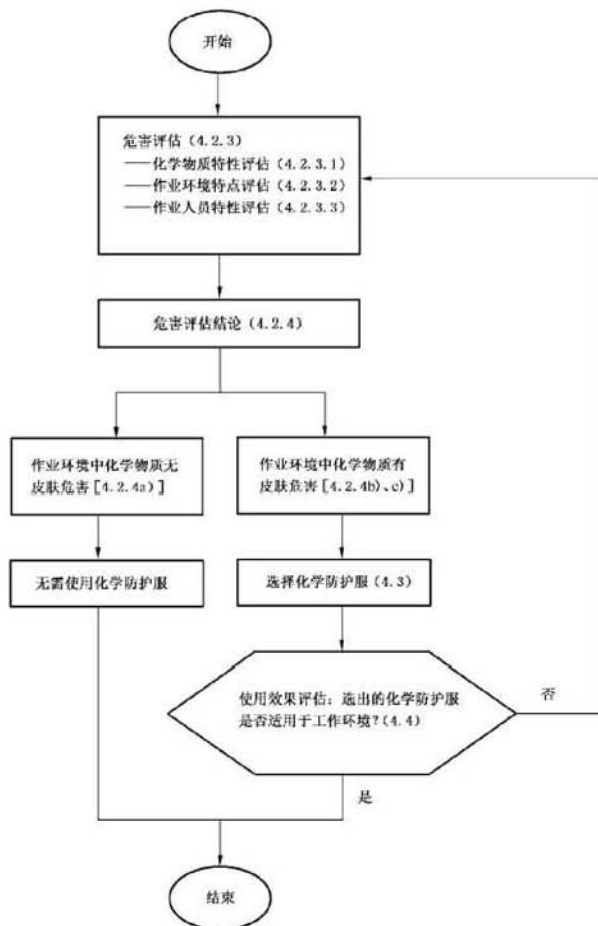 开始
危害评估(4.2.3)
——化学物质特性评估(4.2.3.1)
——作业环境特点评估(4.2.3.2)
——作业人员特性评估(4.2.3.3)
危害评估结论(4.2.4)
作业环境中化学物质无
皮肤危害[4.2.4a)]
作业环境中化学物质有
皮肤危害[4.2.4b)、c)]
无需使用化学防护服
选择化学防护服(4.3)
使用效果评估:选出的化学防护服
是否适用于工作环境?(4.4)
否
是
结束